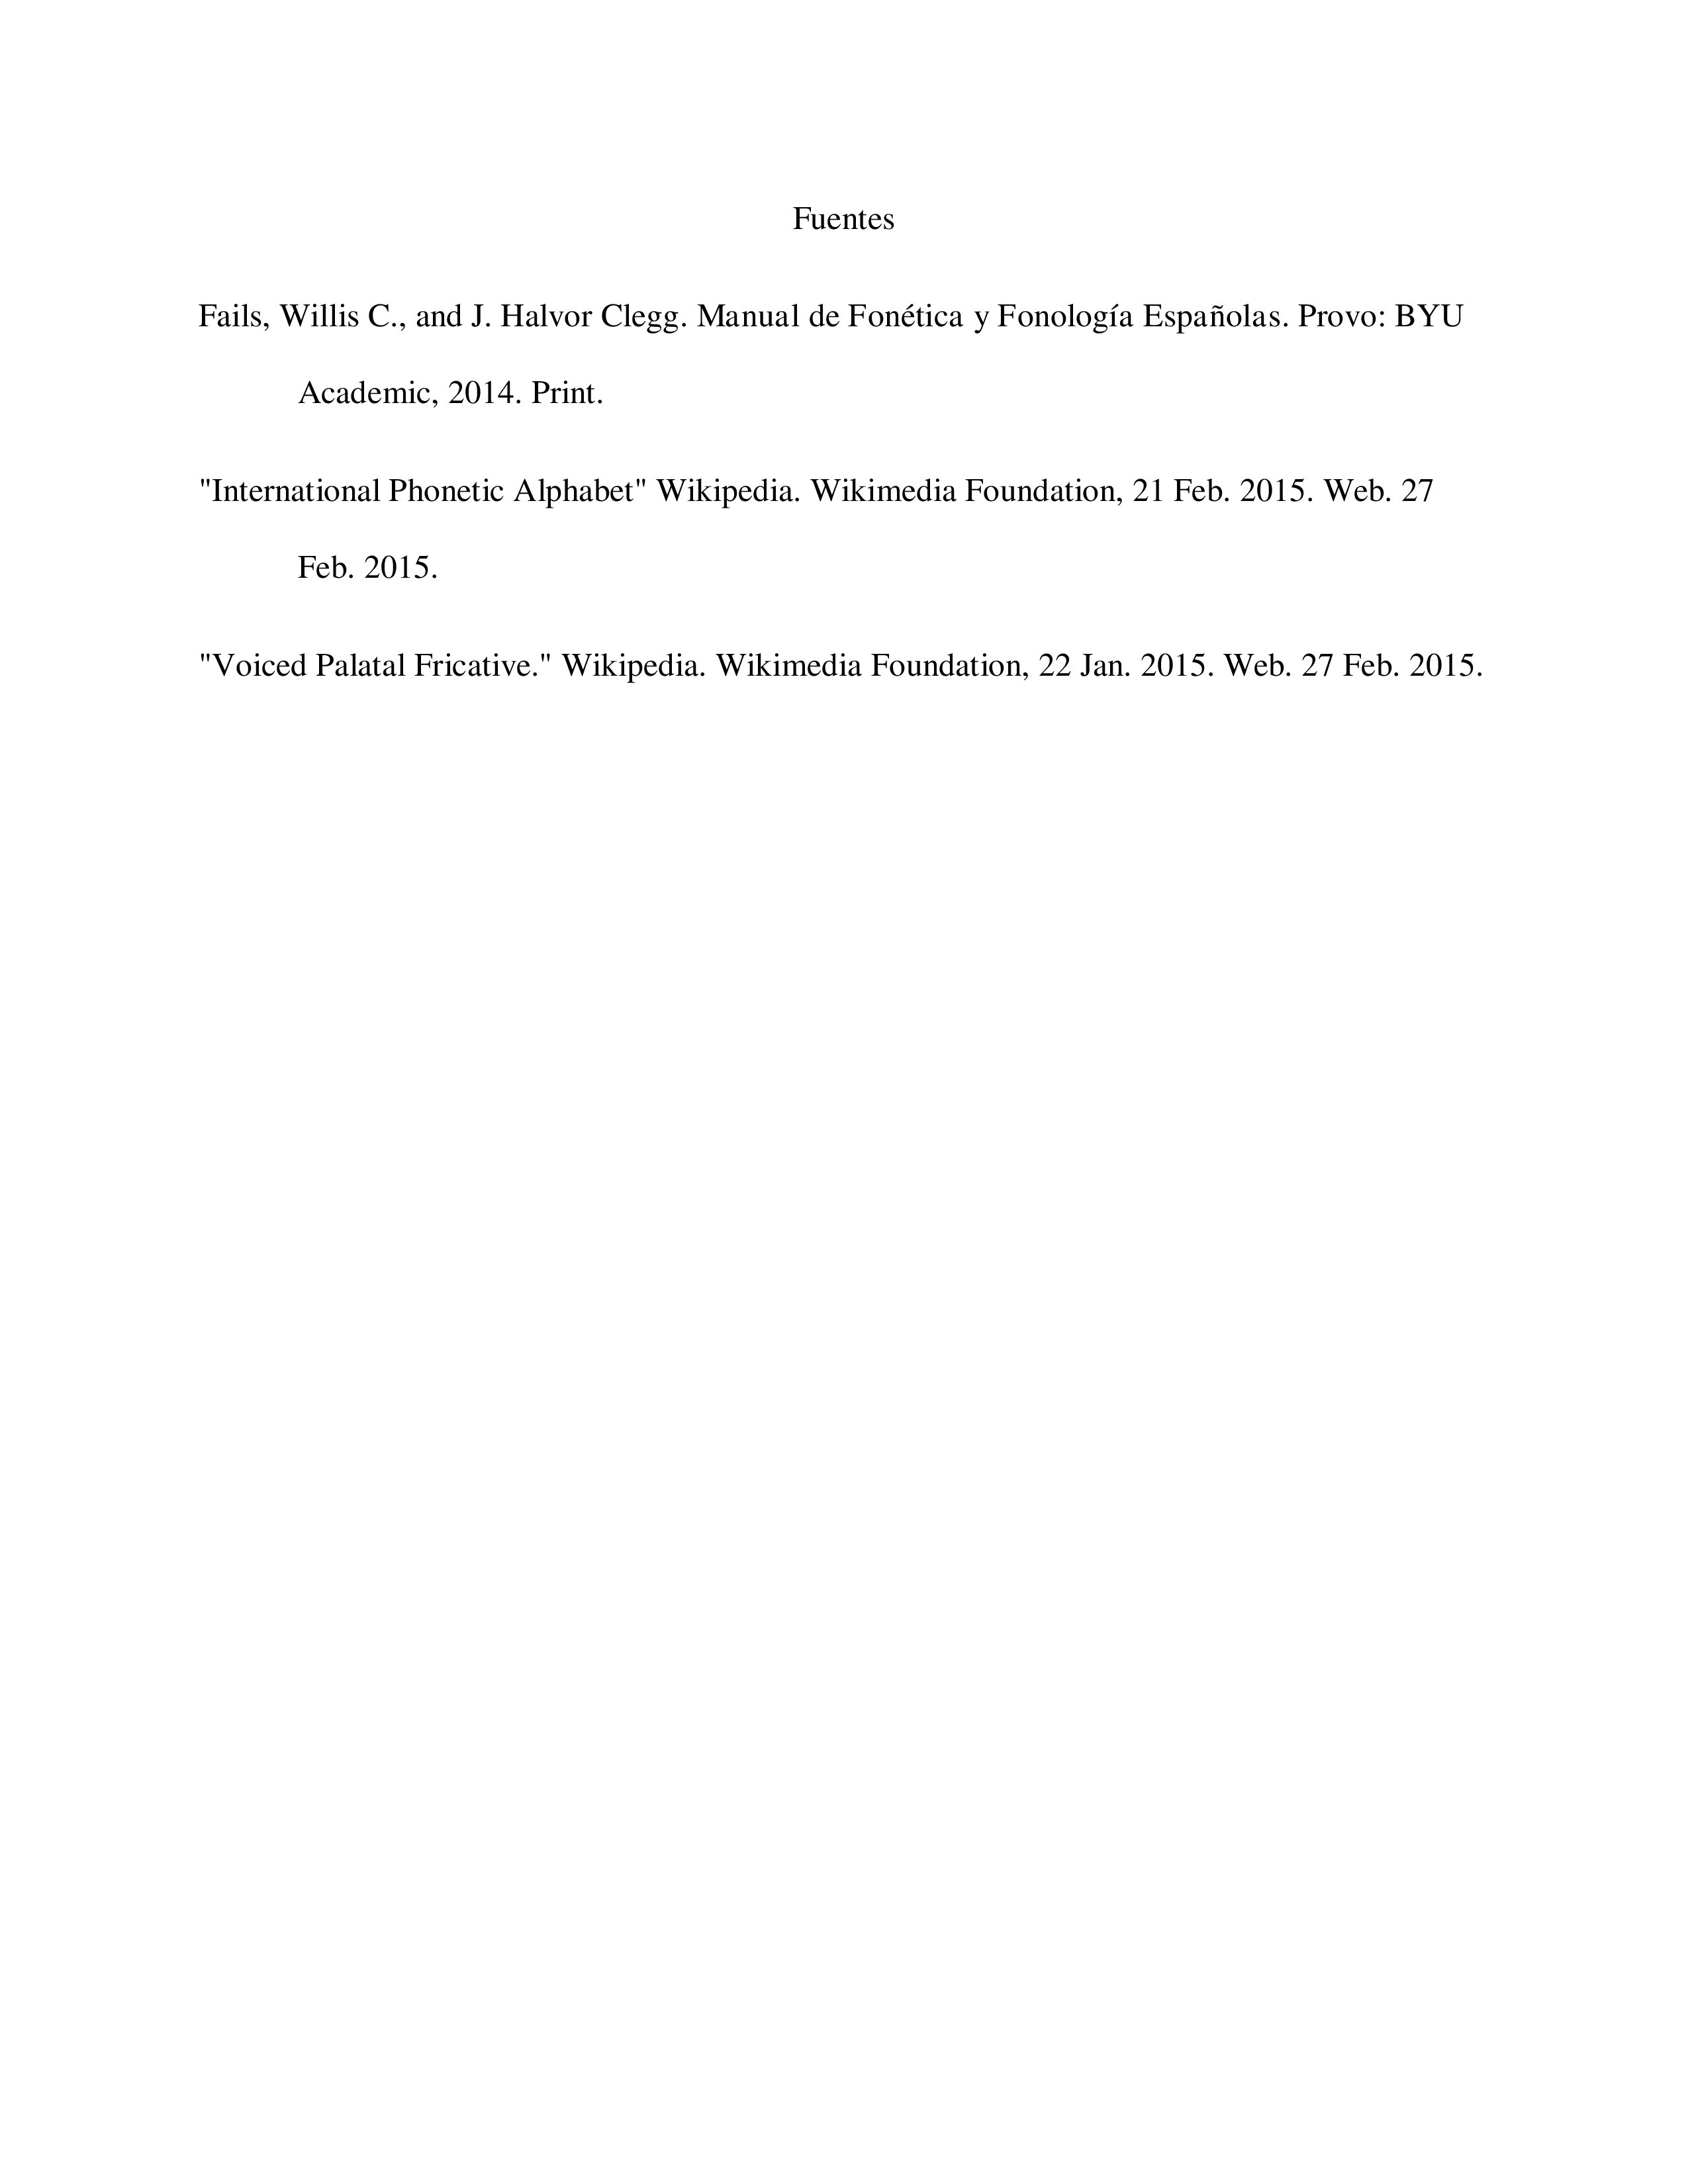 Fuentes
Fails, Willis C., and J. Halvor Clegg. Manual de Fonética y Fonología Españolas. Provo: BYU
Academic, 2014. Print.
"International Phonetic Alphabet" Wikipedia. Wikimedia Foundation, 21 Feb. 2015. Web. 27
Feb. 2015.
"Voiced Palatal Fricative." Wikipedia. Wikimedia Foundation, 22 Jan. 2015. Web. 27 Feb. 2015.